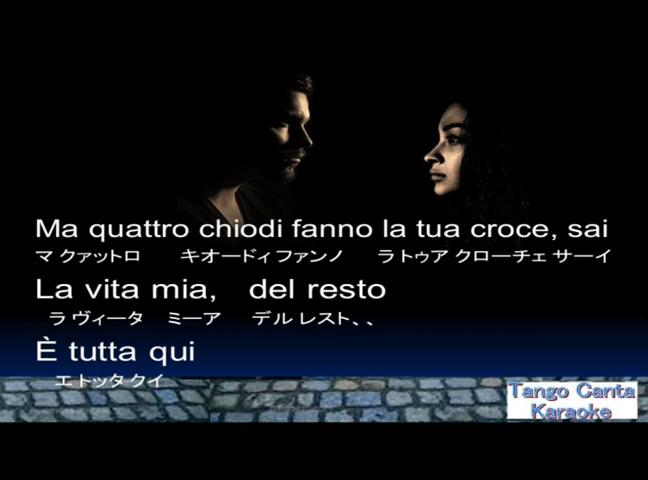 Ma quattro chiodi fanno la tua croce, sai
マ クァットロ キオーディ ファンノ ラ トゥア クローチェ サーイ
La vita mia, del resto
ラ ヴィータ ミーア デル レスト、、
È tutta qui
エ トッタ クイ
Tango Canta
Karaoke